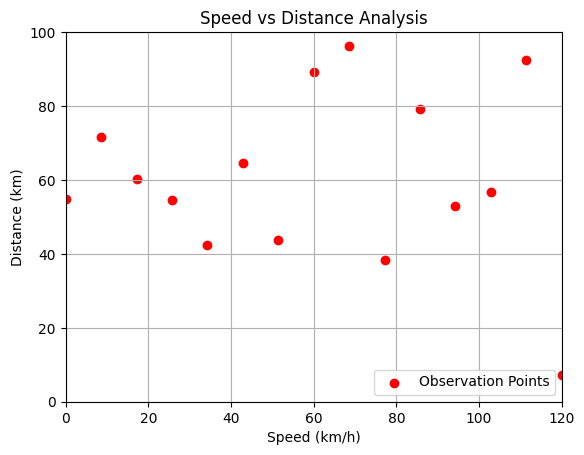 Speed vs Distance Analysis
100
80
60
40
20
0
Distance (km)
Observation Points
0 20 40 60 80 100 120
Speed (km/h)